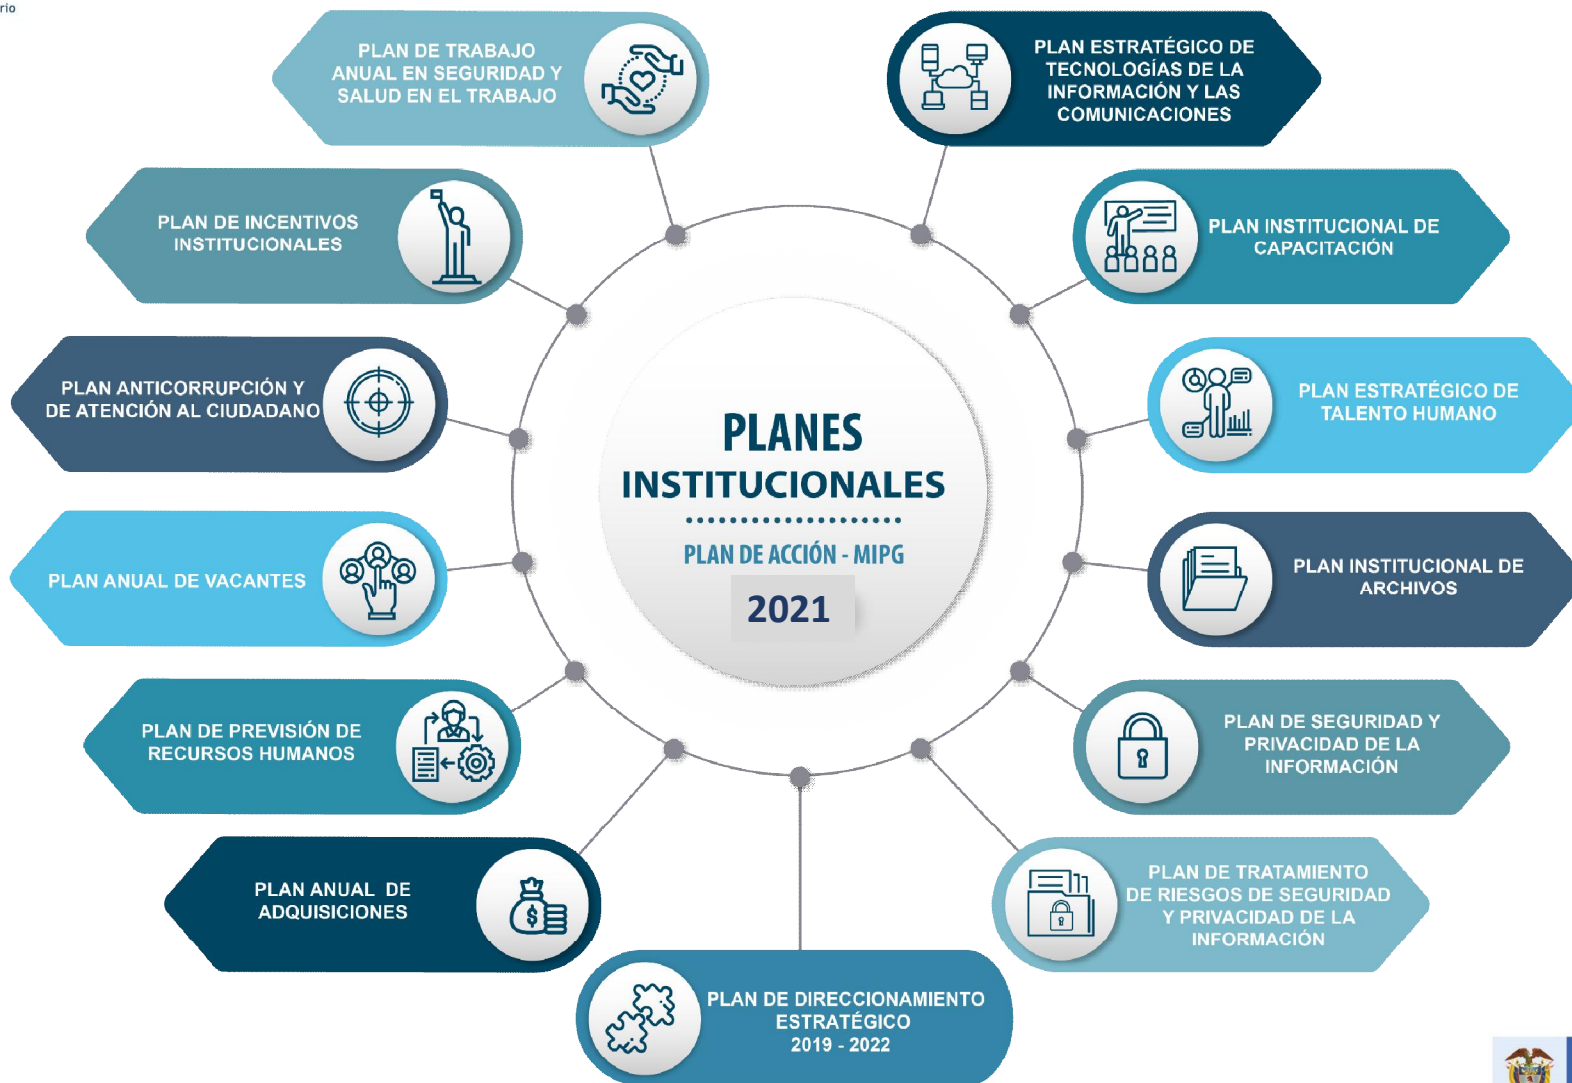 PLAN DE TRABAJO
ANUAL EN SEGURIDAD Y
SALUD EN EL TRABAJO
PLAN ESTRATÉGICO DE
TECNOLOGÍAS DE LA
INFORMACIÓN Y LAS
COMUNICACIONES
PLAN DE INCENTIVOS
INSTITUCIONALES
PLAN INSTITUCIONAL DE
CAPACITACIÓN
PLAN ANTICORRUPCIÓN Y
DE ATENCIÓN AL CIUDADANO
PLAN ESTRATÉGICO DE
TALENTO HUMANO
PLANES
INSTITUCIONALES
PLAN DE ACCIÓN - MIPG
2021
PLAN ANUAL DE VACANTES
PLAN INSTITUCIONAL DE
ARCHIVOS
PLAN DE PREVISIÓN DE
RECURSOS HUMANOS
PLAN DE SEGURIDAD Y
PRIVACIDAD DE LA
INFORMACIÓN
PLAN ANUAL DE
ADQUISICIONES
PLAN DE TRATAMIENTO
DE RIESGOS DE SEGURIDAD
Y PRIVACIDAD DE LA
INFORMACIÓN
PLAN DE DIRECCIONAMIENTO
ESTRATÉGICO
2019 - 2022